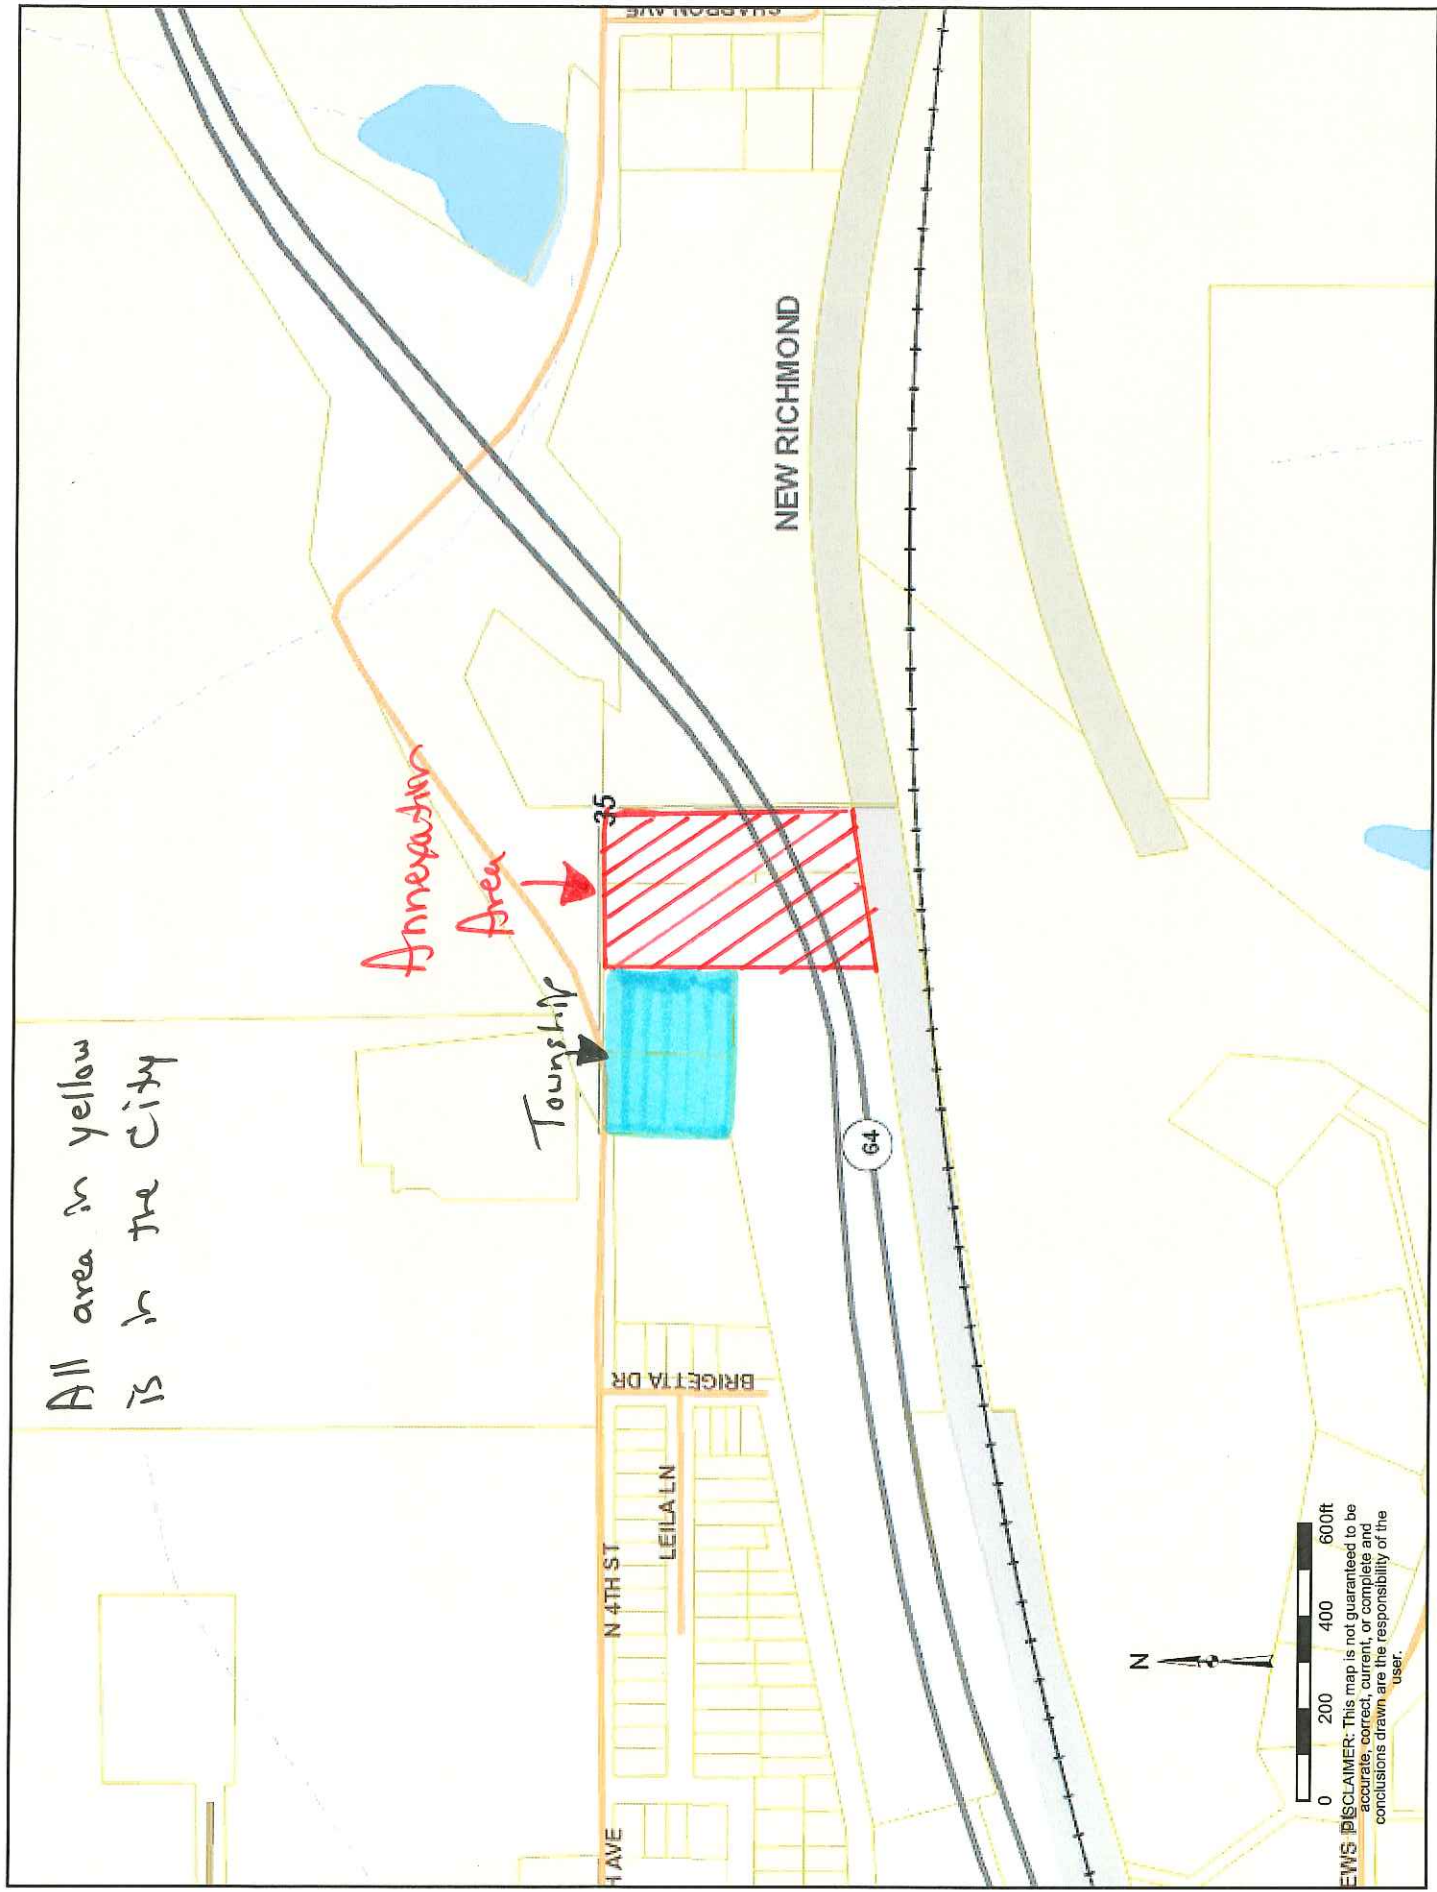 All area in yellow
is in the City
Annexation
Area
Township
35
NEW RICHMOND
64
BRIGETTA DR
LEILA LN
N 4TH ST
H AVE
SHARRON AVE
N
0 200 400 600ft
EWS
DISCLAIMER: This map is not guaranteed to be
accurate, correct, current, or complete and
conclusions drawn are the responsibility of the
user.